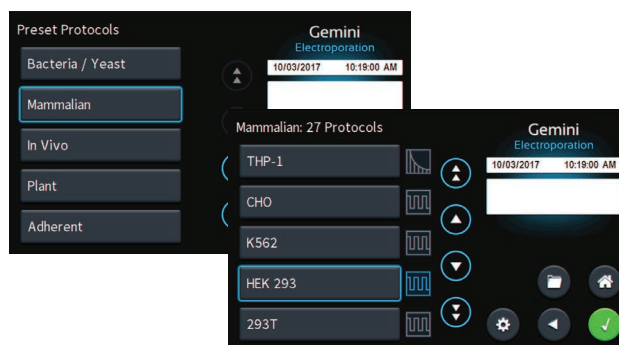 Preset Protocols
Bacteria / Yeast
Mammalian
In Vivo
Plant
Adherent
Gemini
Electroporation
10/03/2017 10:19:00 AM
Mammalian: 27 Protocols
THP-1
CHO
K562
HEK 293
293T
Gemini
Electroporation
10/03/2017 10:19:00 AM